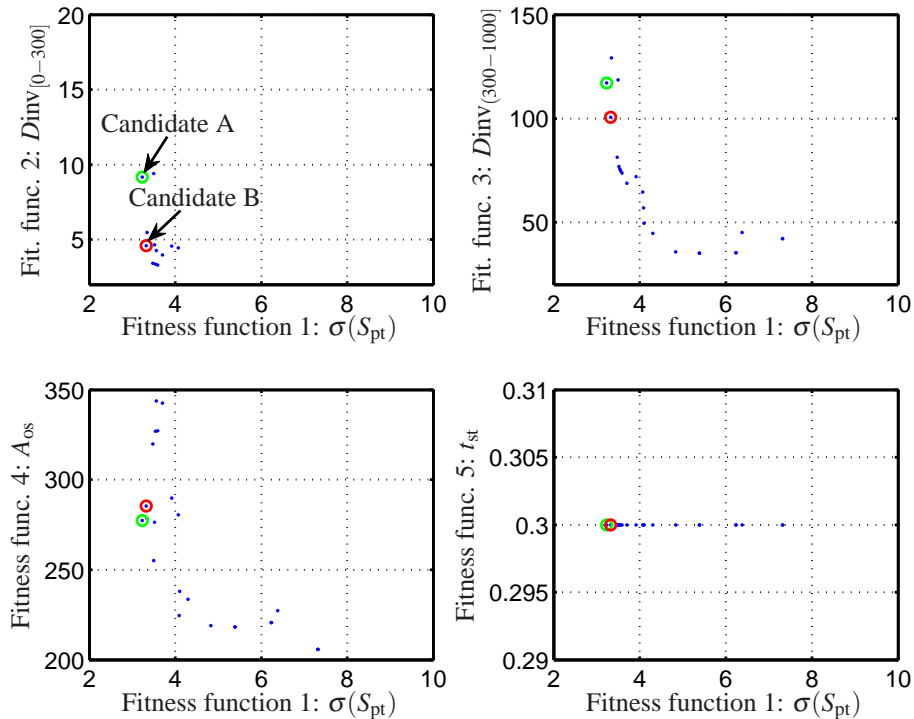 20
15
10
5
2 4 6 8 10
Fitness function 1: σ(Spt)
Fit. func. 2: Dinv[0−300]
Candidate A
Candidate B
150
100
50
2 4 6 8 10
Fitness function 1: σ(Spt)
Fit. func. 3: Dinv(300−1000]
350
300
250
200
2 4 6 8 10
Fitness function 1: σ(Spt)
Fitness func. 4: Aos
0.31
0.305
0.3
0.295
0.29
2 4 6 8 10
Fitness function 1: σ(Spt)
Fitness func. 5: tst